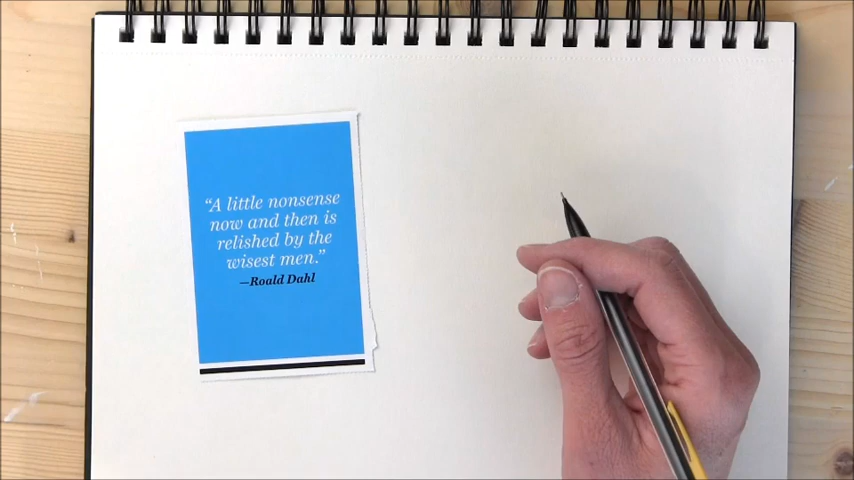 “A little nonsense
now and then is
relished by the
wisest men.”
—Roald Dahl